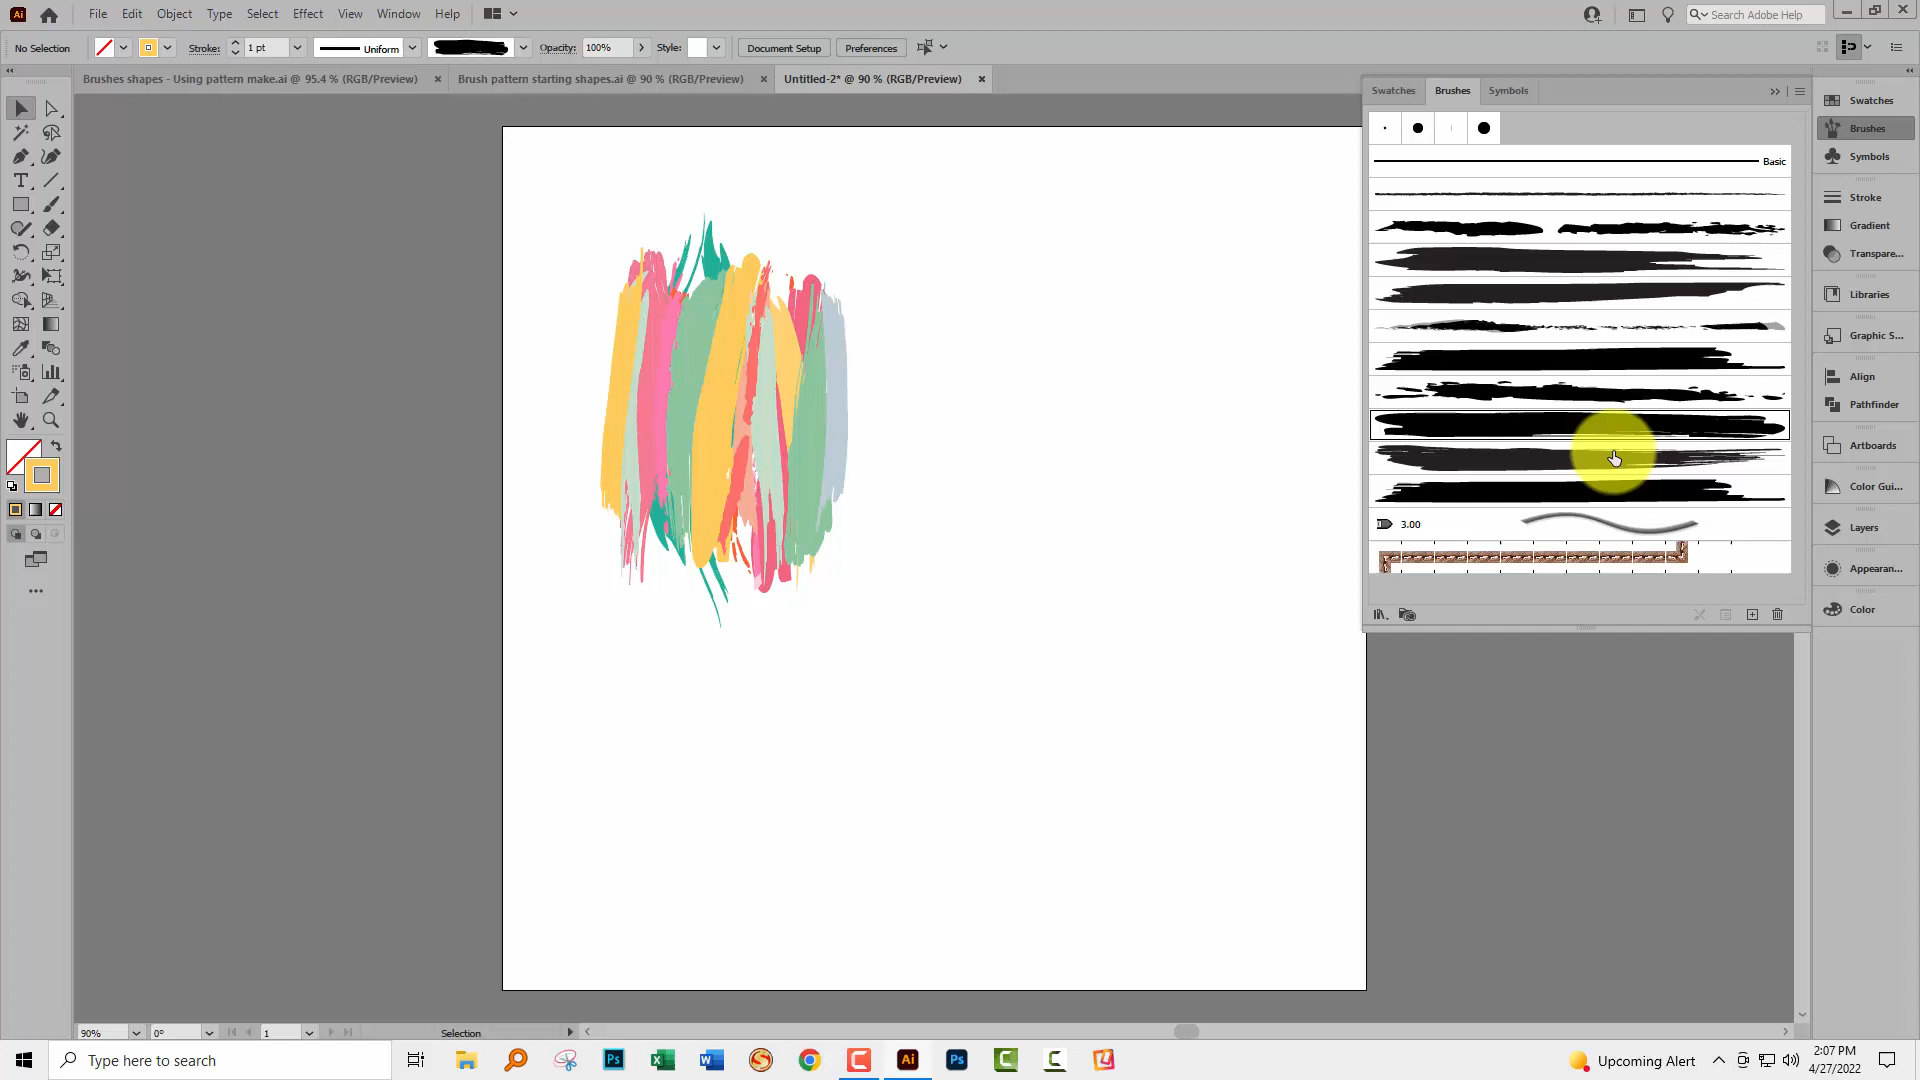 Ai File Edit Object Type Select Effect View Window Help Search Adobe Help
No Selection Stroke: 1 pt Uniform Opacity: 100% Style: Document Setup Preferences
Brushes shapes - Using pattern make.ai @ 95.4 % (RGB/Preview) Brush pattern starting shapes.ai @ 90 % (RGB/Preview) Untitled-2* @ 90 % (RGB/Preview)
Swatches Brushes Symbols
Basic
3.00
Swatches
Brushes
Symbols
Stroke
Gradient
Transpare...
Libraries
Graphic S...
Align
Pathfinder
Artboards
Color Gui...
Layers
Appearan...
Color
90% 0° 1 Selection
Type here to search Ps X W S C Ai Ps C C Upcoming Alert 2:07 PM
4/27/2022